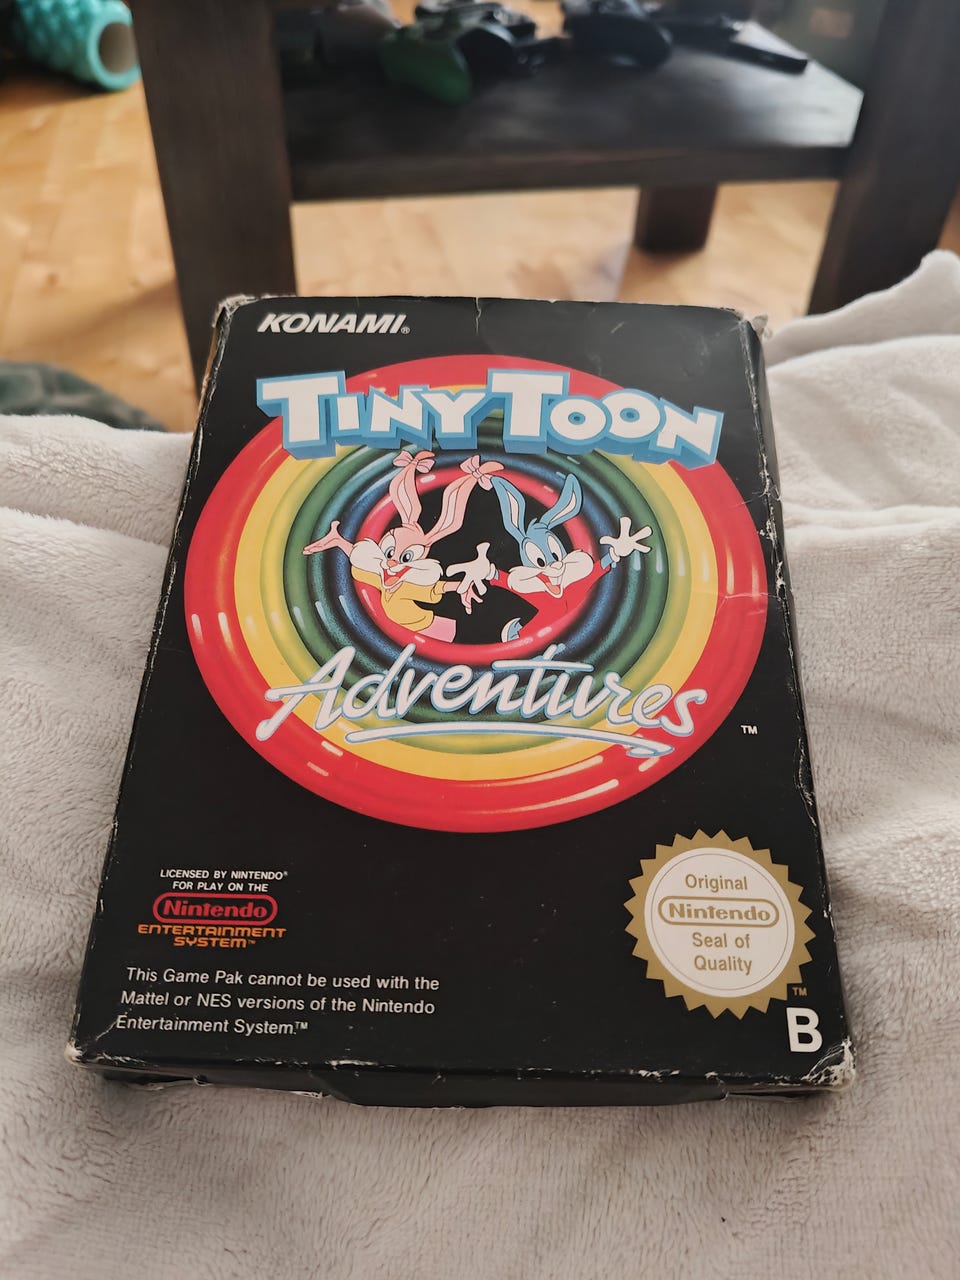 KONAMI®
TINY TOON
Adventures
™
LICENSED BY NINTENDO®
FOR PLAY ON THE
Nintendo
ENTERTAINMENT
SYSTEM™
This Game Pak cannot be used with the
Mattel or NES versions of the Nintendo
Entertainment System.™
Original
Nintendo
Seal of
Quality
™
B